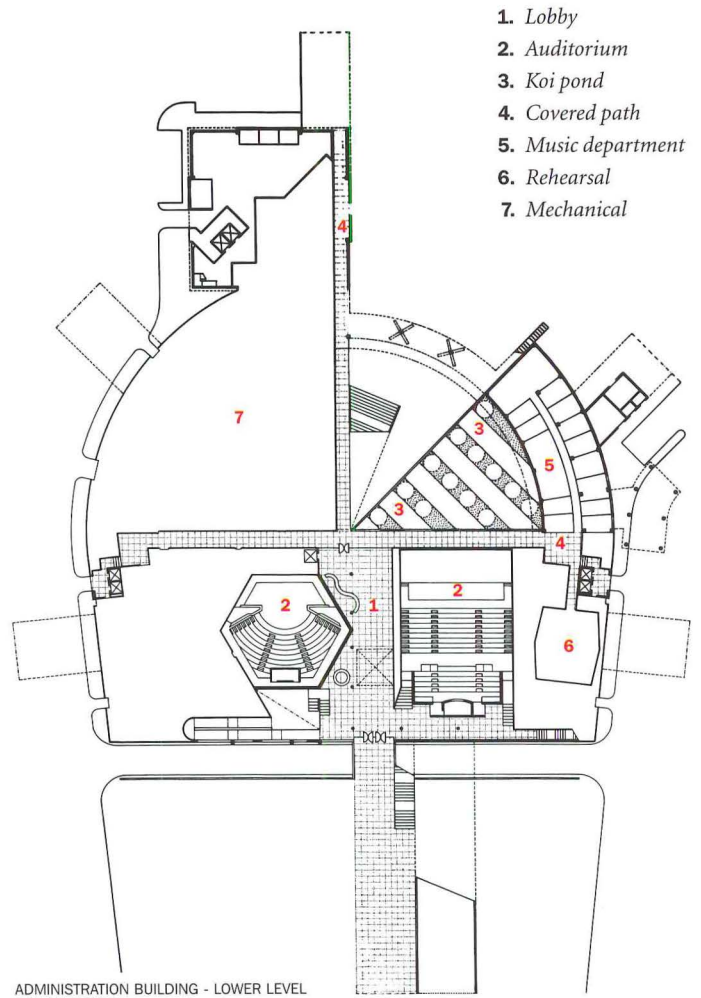 1. Lobby
2. Auditorium
3. Koi pond
4. Covered path
5. Music department
6. Rehearsal
7. Mechanical
4
3
7
5
3
4
2
2
1
6
ADMINISTRATION BUILDING - LOWER LEVEL